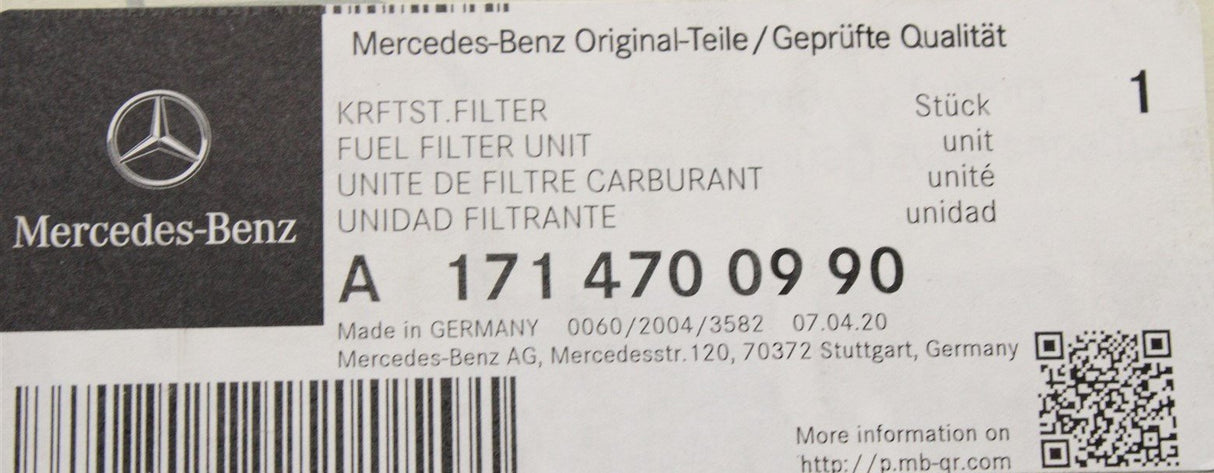 Mercedes-Benz
Mercedes-Benz Original-Teile/Geprüfte Qualität
KRFTST.FILTER Stück 1
FUEL FILTER UNIT unit
UNITE DE FILTRE CARBURANT unité
UNIDAD FILTRANTE unidad
A 171 470 09 90
Made in GERMANY 0060/2004/3582 07.04.20
Mercedes-Benz AG, Mercedesstr.120, 70372 Stuttgart, Germany
More information on
http://p.mb-qr.com